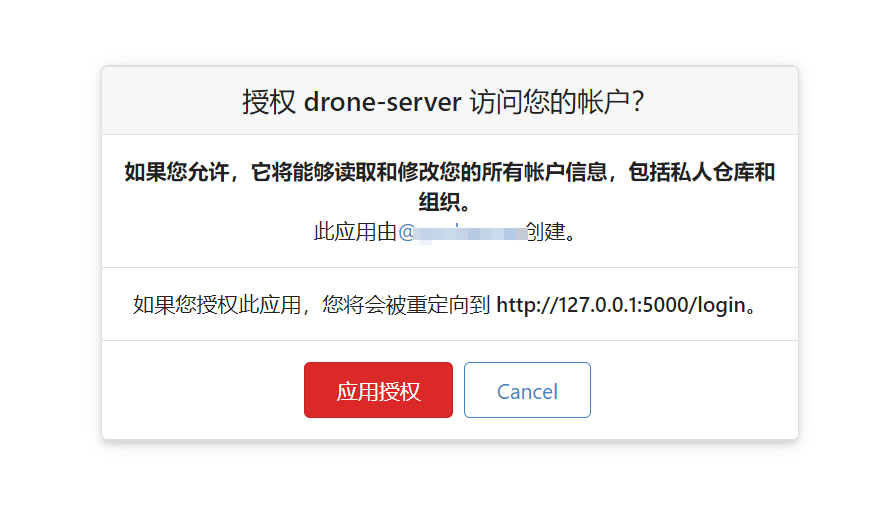 授权 drone-server 访问您的帐户？
如果您允许，它将能够读取和修改您的所有帐户信息，包括私人仓库和
组织。
此应用由@创建。
如果您授权此应用，您将会被重定向到 http://127.0.0.1:5000/login。
应用授权
Cancel